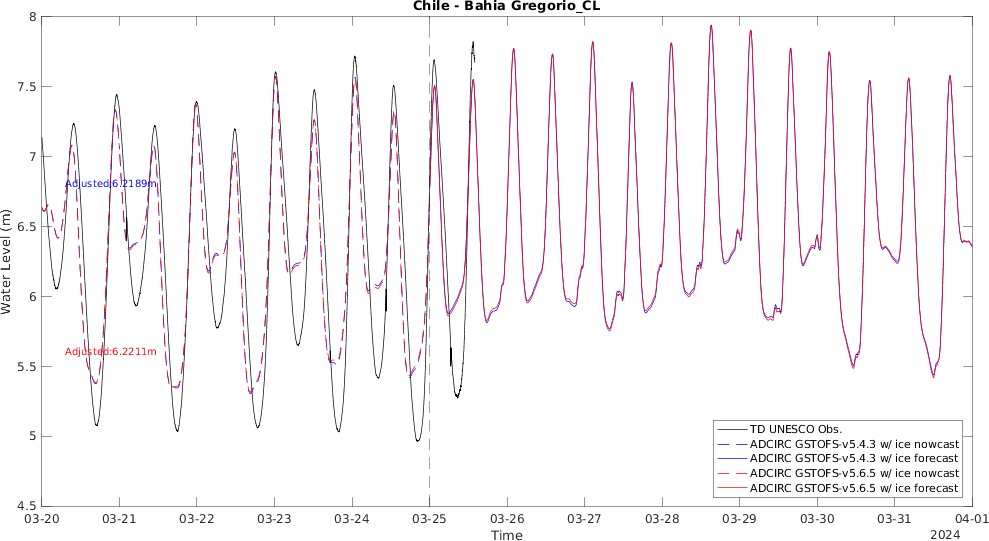 Chile - Bahia Gregorio_CL
8
7.5
7
6.5
6
5.5
5
4.5
Water Level (m)
Adjusted:6.2189m
Adjusted:6.2211m
TD UNESCO Obs.
ADCIRC GSTOFS-v5.4.3 w/ ice nowcast
ADCIRC GSTOFS-v5.4.3 w/ ice forecast
ADCIRC GSTOFS-v5.6.5 w/ ice nowcast
ADCIRC GSTOFS-v5.6.5 w/ ice forecast
03-20 03-21 03-22 03-23 03-24 03-25 03-26 03-27 03-28 03-29 03-30 03-31 04-01
Time
2024